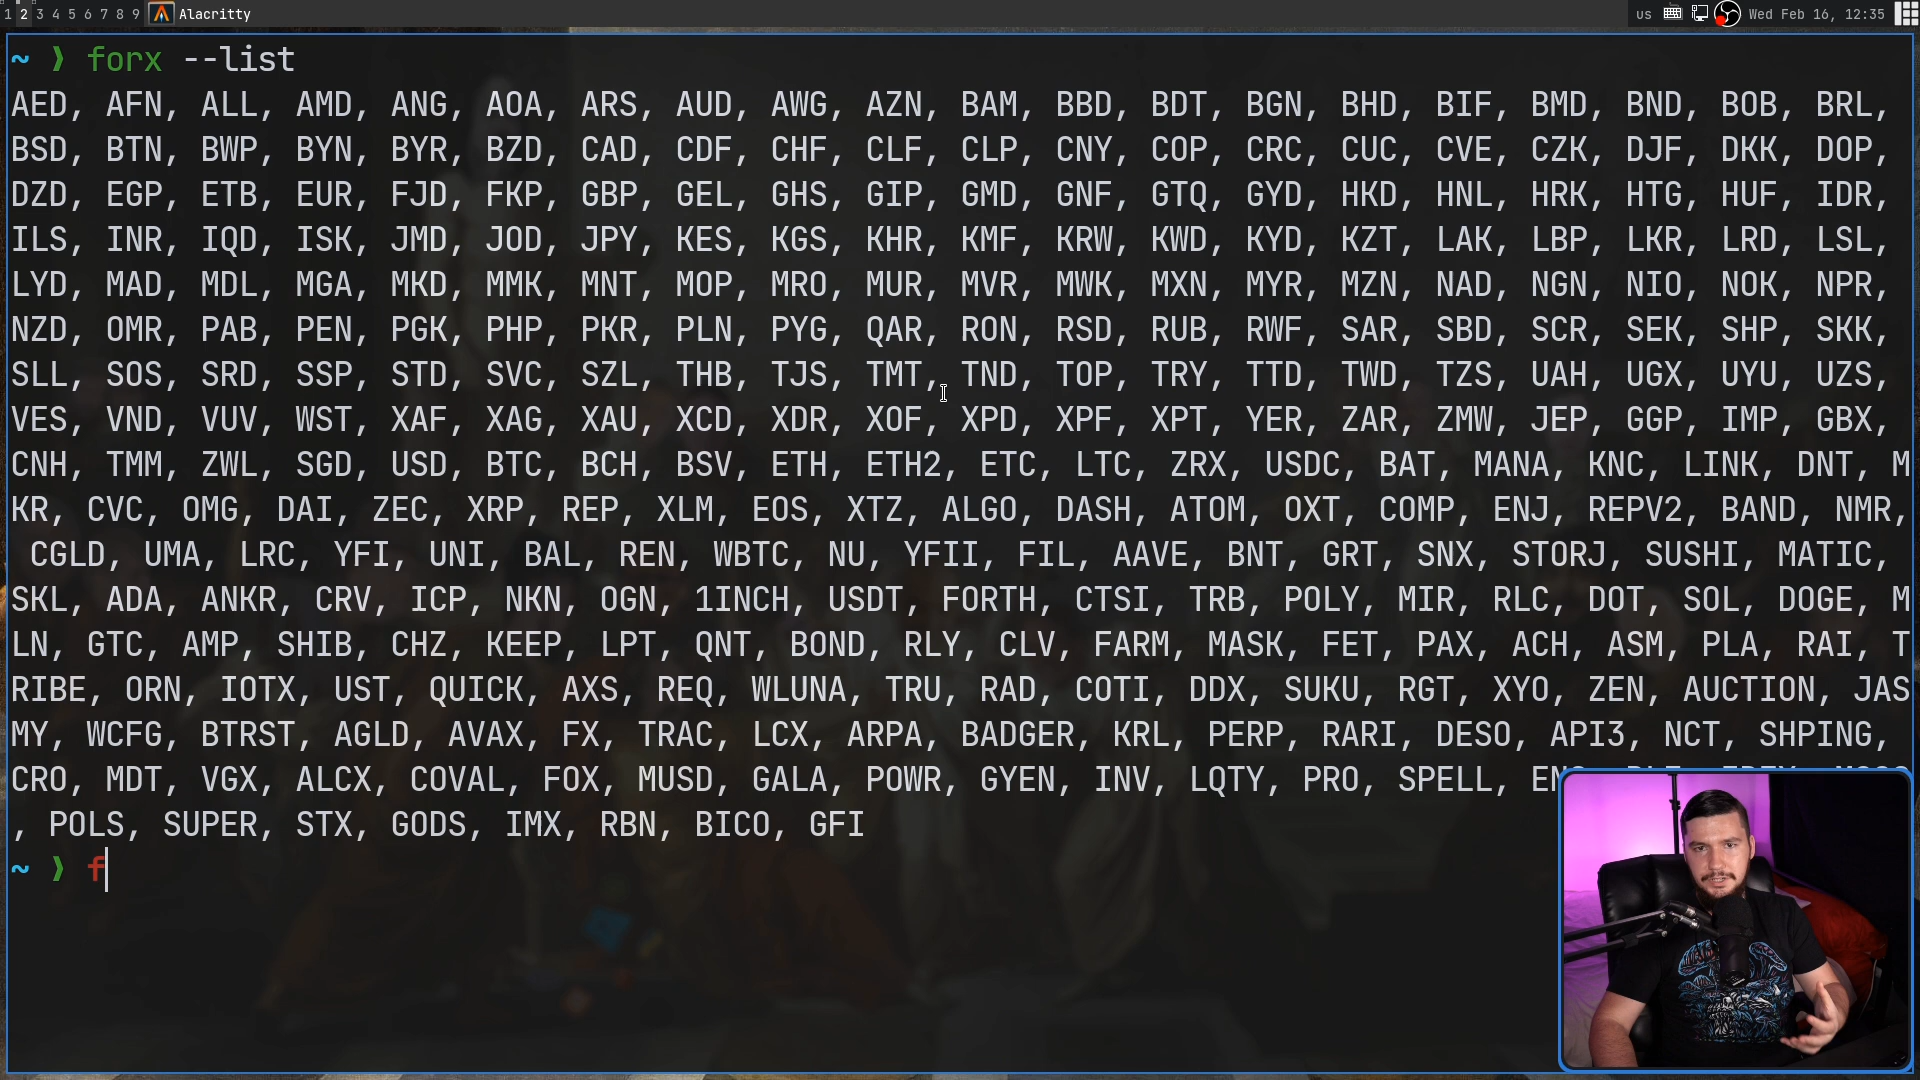 1 2 3 4 5 6 7 8 9 Alacritty us Wed Feb 16, 12:35
~ ❯ forx --list
AED, AFN, ALL, AMD, ANG, AOA, ARS, AUD, AWG, AZN, BAM, BBD, BDT, BGN, BHD, BIF, BMD, BND, BOB, BRL,
BSD, BTN, BWP, BYN, BYR, BZD, CAD, CDF, CHF, CLF, CLP, CNY, COP, CRC, CUC, CVE, CZK, DJF, DKK, DOP,
DZD, EGP, ETB, EUR, FJD, FKP, GBP, GEL, GHS, GIP, GMD, GNF, GTQ, GYD, HKD, HNL, HRK, HTG, HUF, IDR,
ILS, INR, IQD, ISK, JMD, JOD, JPY, KES, KGS, KHR, KMF, KRW, KWD, KYD, KZT, LAK, LBP, LKR, LRD, LSL,
LYD, MAD, MDL, MGA, MKD, MMK, MNT, MOP, MRO, MUR, MVR, MWK, MXN, MYR, MZN, NAD, NGN, NIO, NOK, NPR,
NZD, OMR, PAB, PEN, PGK, PHP, PKR, PLN, PYG, QAR, RON, RSD, RUB, RWF, SAR, SBD, SCR, SEK, SHP, SKK,
SLL, SOS, SRD, SSP, STD, SVC, SZL, THB, TJS, TMT, TND, TOP, TRY, TTD, TWD, TZS, UAH, UGX, UYU, UZS,
VES, VND, VUV, WST, XAF, XAG, XAU, XCD, XDR, XOF, XPD, XPF, XPT, YER, ZAR, ZMW, JEP, GGP, IMP, GBX,
CNH, TMM, ZWL, SGD, USD, BTC, BCH, BSV, ETH, ETH2, ETC, LTC, ZRX, USDC, BAT, MANA, KNC, LINK, DNT, M
KR, CVC, OMG, DAI, ZEC, XRP, REP, XLM, EOS, XTZ, ALGO, DASH, ATOM, OXT, COMP, ENJ, REPV2, BAND, NMR,
CGLD, UMA, LRC, YFI, UNI, BAL, REN, WBTC, NU, YFII, FIL, AAVE, BNT, GRT, SNX, STORJ, SUSHI, MATIC,
SKL, ADA, ANKR, CRV, ICP, NKN, OGN, 1INCH, USDT, FORTH, CTSI, TRB, POLY, MIR, RLC, DOT, SOL, DOGE, M
LN, GTC, AMP, SHIB, CHZ, KEEP, LPT, QNT, BOND, RLY, CLV, FARM, MASK, FET, PAX, ACH, ASM, PLA, RAI, T
RIBE, ORN, IOTX, UST, QUICK, AXS, REQ, WLUNA, TRU, RAD, COTI, DDX, SUKU, RGT, XYO, ZEN, AUCTION, JAS
MY, WCFG, BTRST, AGLD, AVAX, FX, TRAC, LCX, ARPA, BADGER, KRL, PERP, RARI, DESO, API3, NCT, SHPING,
CRO, MDT, VGX, ALCX, COVAL, FOX, MUSD, GALA, POWR, GYEN, INV, LQTY, PRO, SPELL,
, POLS, SUPER, STX, GODS, IMX, RBN, BICO, GFI
~ ❯ f